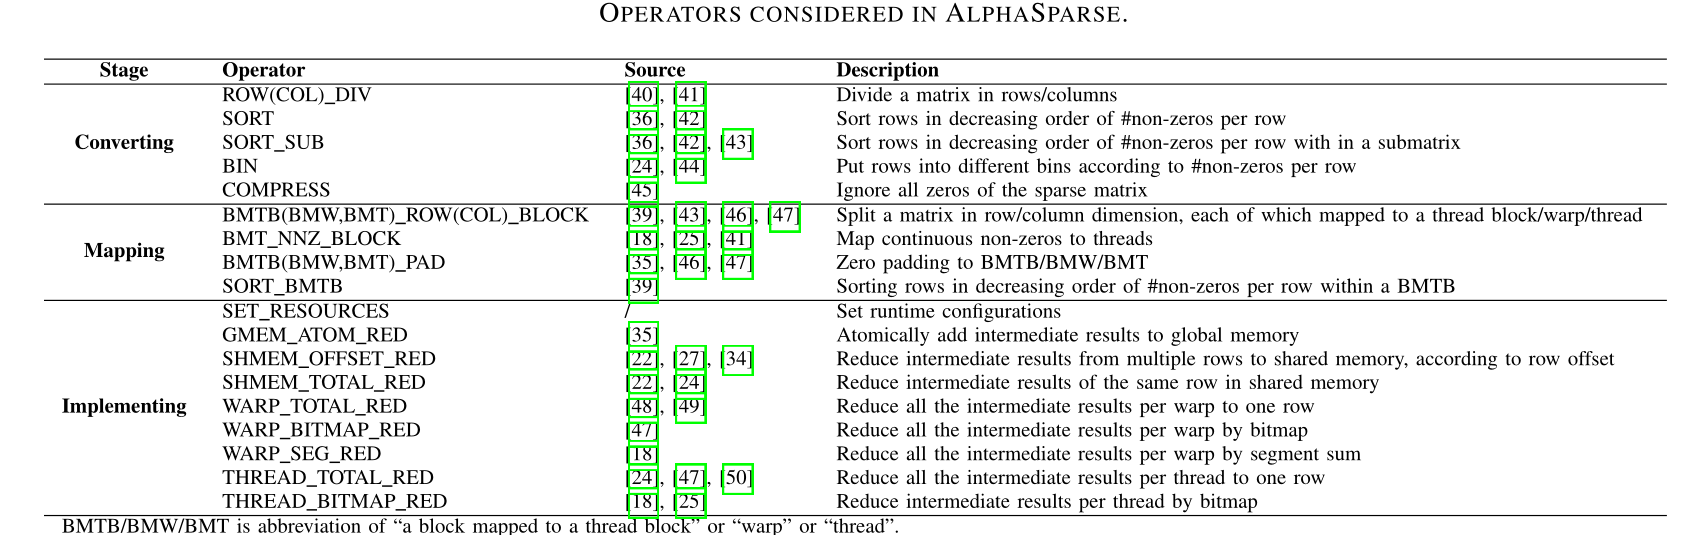 OPERATORS CONSIDERED IN ALPHASPARSE.
Stage Operator Source Description
ROW(COL)_DIV [40], [41] Divide a matrix in rows/columns
SORT [36], [42] Sort rows in decreasing order of #non-zeros per row
Converting SORT_SUB [36], [42], [43] Sort rows in decreasing order of #non-zeros per row with in a submatrix
BIN [24], [44] Put rows into different bins according to #non-zeros per row
COMPRESS [45] Ignore all zeros of the sparse matrix
BMTB(BMW,BMT)_ROW(COL)_BLOCK [39], [43], [46], [47] Split a matrix in row/column dimension, each of which mapped to a thread block/warp/thread
Mapping BMT_NNZ_BLOCK [18], [25], [41] Map continuous non-zeros to threads
BMTB(BMW,BMT)_PAD [35], [46], [47] Zero padding to BMTB/BMW/BMT
SORT_BMTB [39] Sorting rows in decreasing order of #non-zeros per row within a BMTB
SET_RESOURCES / Set runtime configurations
GMEM_ATOM_RED [35] Atomically add intermediate results to global memory
SHMEM_OFFSET_RED [22], [27], [34] Reduce intermediate results from multiple rows to shared memory, according to row offset
SHMEM_TOTAL_RED [22], [24] Reduce intermediate results of the same row in shared memory
Implementing WARP_TOTAL_RED [48], [49] Reduce all the intermediate results per warp to one row
WARP_BITMAP_RED [47] Reduce all the intermediate results per warp by bitmap
WARP_SEG_RED [18] Reduce all the intermediate results per warp by segment sum
THREAD_TOTAL_RED [24], [47], [50] Reduce all the intermediate results per thread to one row
THREAD_BITMAP_RED [18], [25] Reduce intermediate results per thread by bitmap
BMTB/BMW/BMT is abbreviation of “a block mapped to a thread block” or “warp” or “thread”.